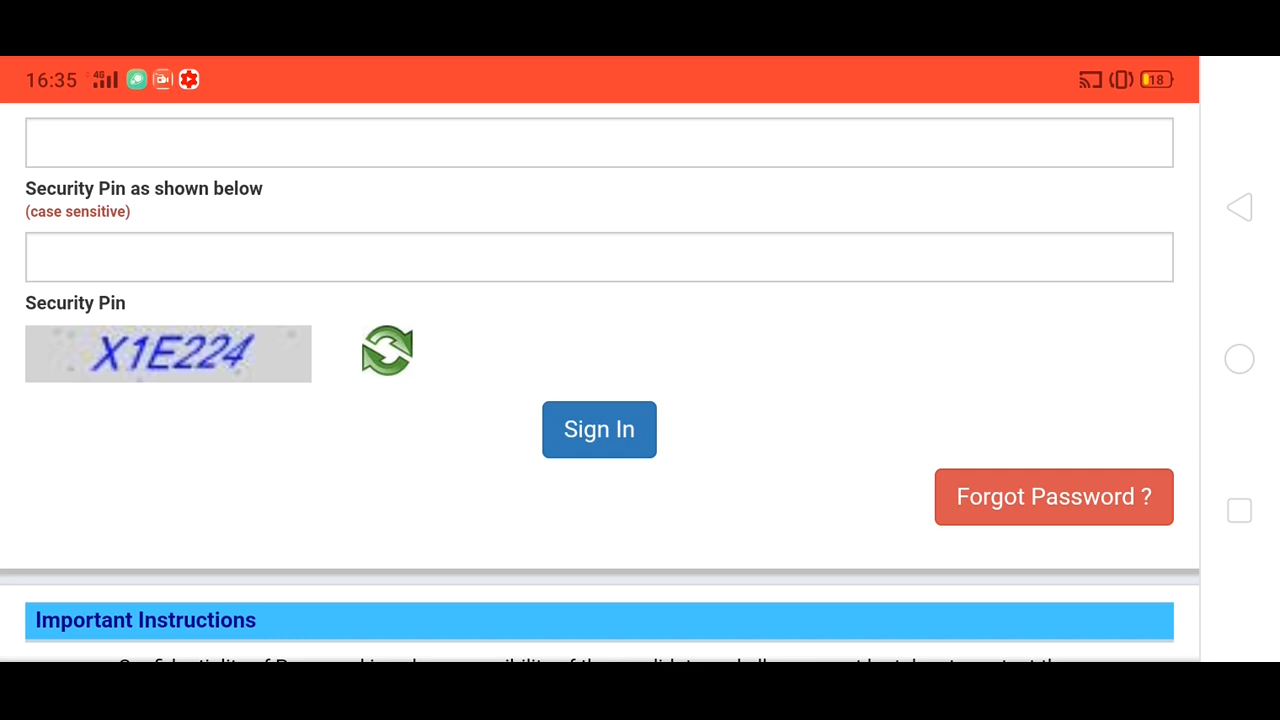 16:35 4G 18
Security Pin as shown below
(case sensitive)
Security Pin
X1E224
Sign In
Forgot Password ?
Important Instructions